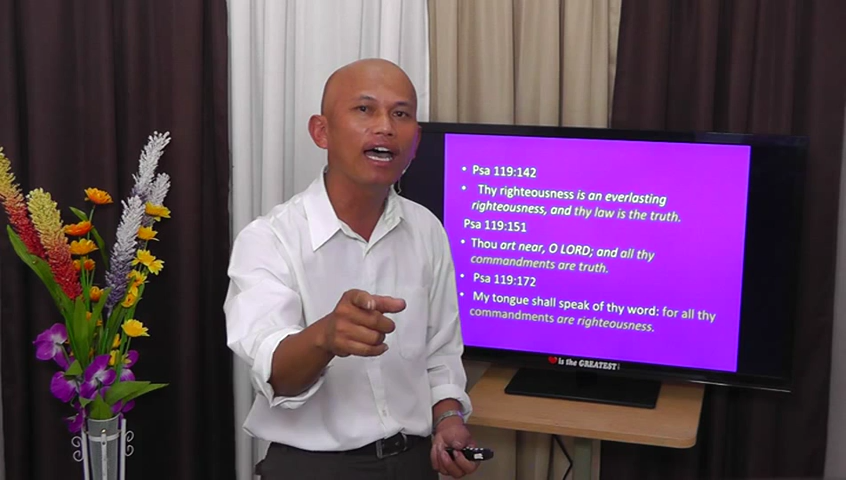 • Psa 119:142
• Thy righteousness is an everlasting
righteousness, and thy law is the truth.
Psa 119:151
• Thou art near, O LORD; and all thy
commandments are truth.
• Psa 119:172
• My tongue shall speak of thy word: for all thy
commandments are righteousness.
is the GREATEST!